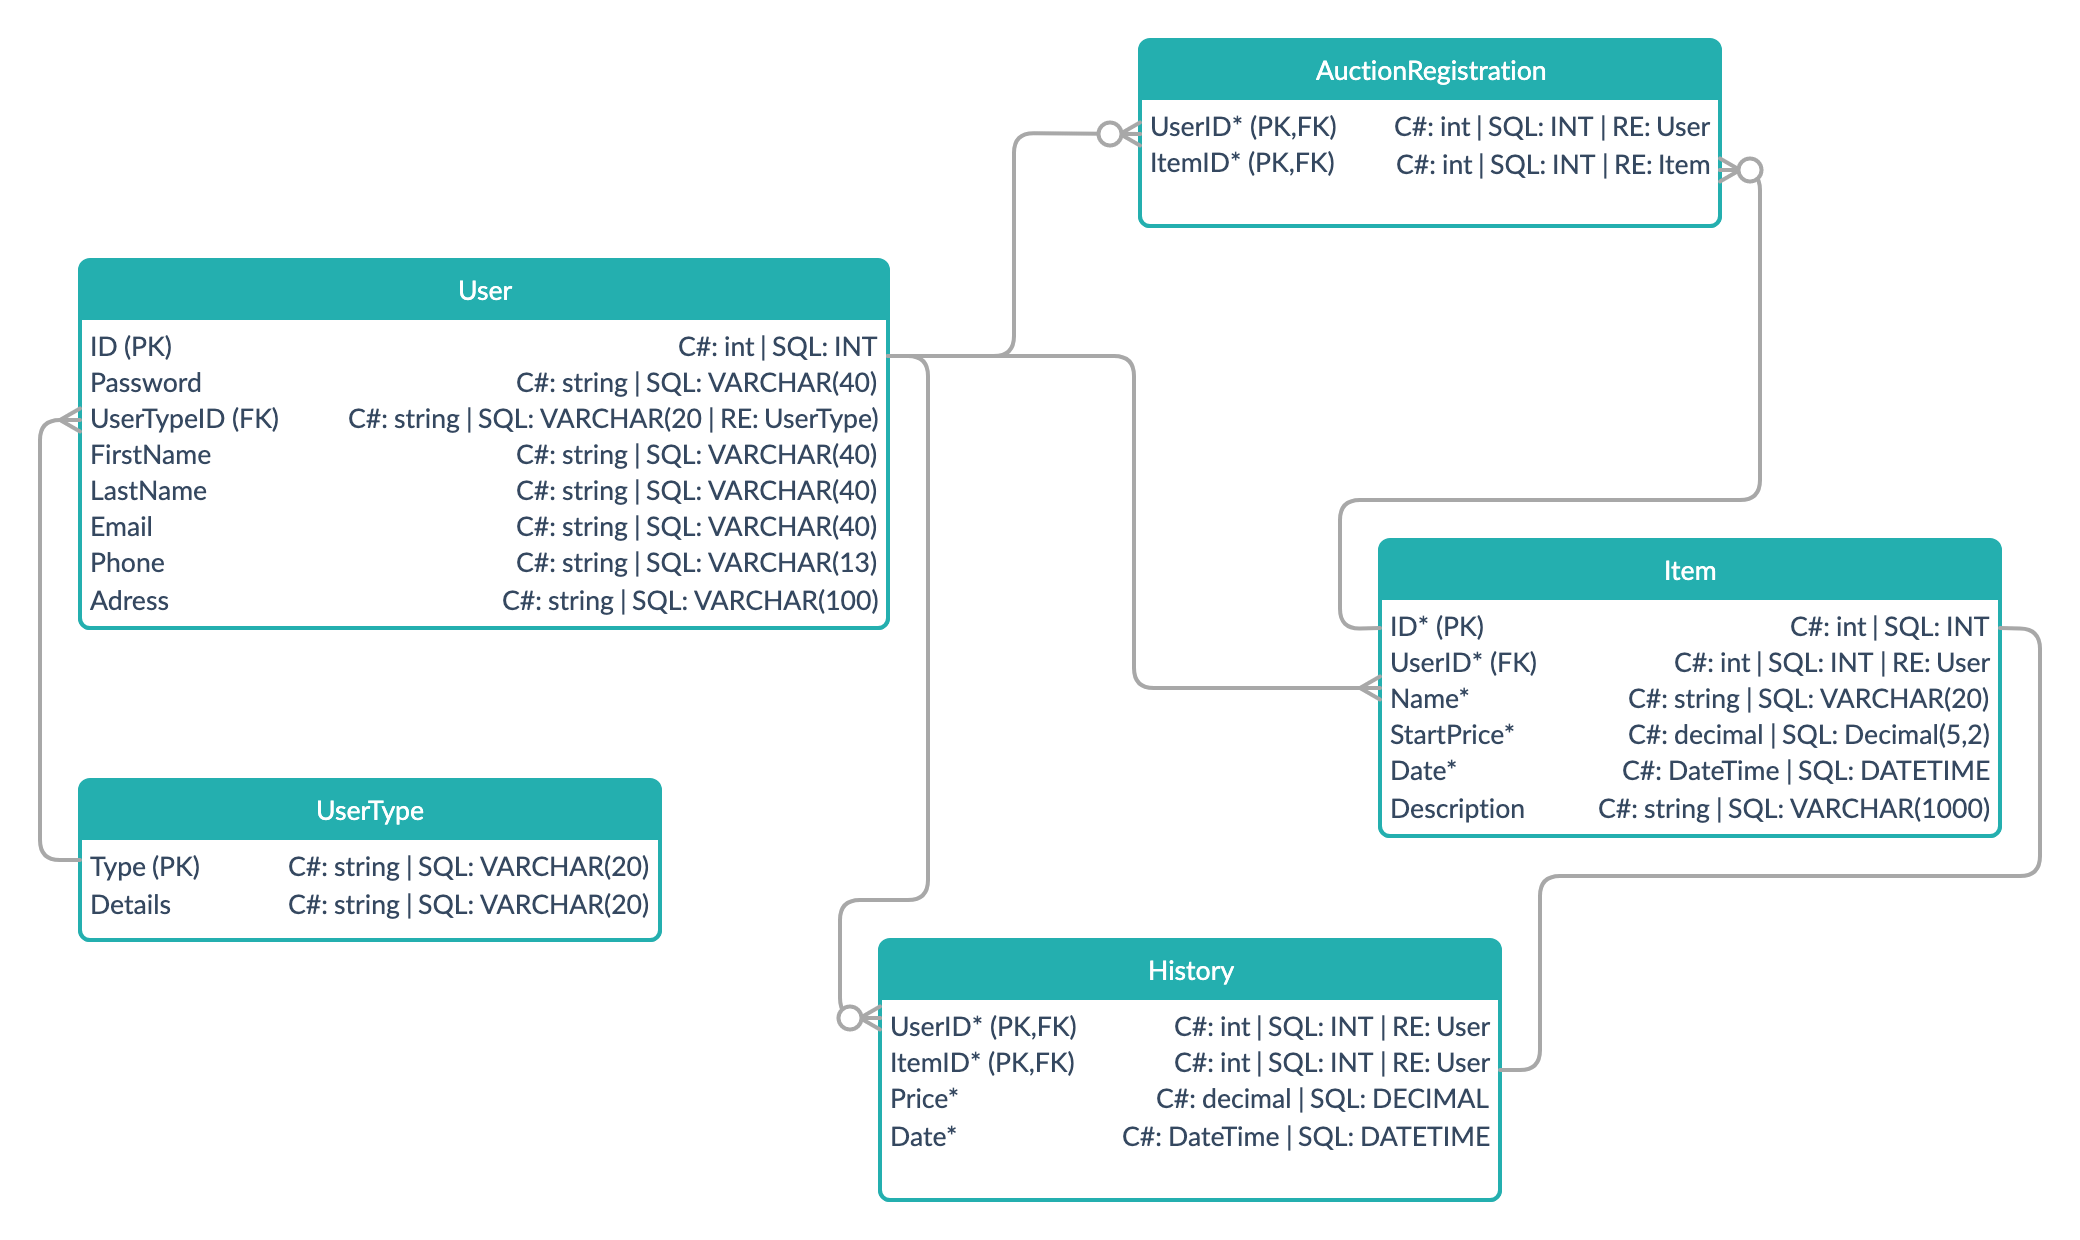 AuctionRegistration
UserID* (PK,FK) C#: int | SQL: INT | RE: User
ItemID* (PK,FK) C#: int | SQL: INT | RE: Item
User
ID (PK) C#: int | SQL: INT
Password C#: string | SQL: VARCHAR(40)
UserTypeID (FK) C#: string | SQL: VARCHAR(20 | RE: UserType)
FirstName C#: string | SQL: VARCHAR(40)
LastName C#: string | SQL: VARCHAR(40)
Email C#: string | SQL: VARCHAR(40)
Phone C#: string | SQL: VARCHAR(13)
Adress C#: string | SQL: VARCHAR(100)
Item
ID* (PK) C#: int | SQL: INT
UserID* (FK) C#: int | SQL: INT | RE: User
Name* C#: string | SQL: VARCHAR(20)
StartPrice* C#: decimal | SQL: Decimal(5,2)
Date* C#: DateTime | SQL: DATETIME
Description C#: string | SQL: VARCHAR(1000)
UserType
Type (PK) C#: string | SQL: VARCHAR(20)
Details C#: string | SQL: VARCHAR(20)
History
UserID* (PK,FK) C#: int | SQL: INT | RE: User
ItemID* (PK,FK) C#: int | SQL: INT | RE: User
Price* C#: decimal | SQL: DECIMAL
Date* C#: DateTime | SQL: DATETIME